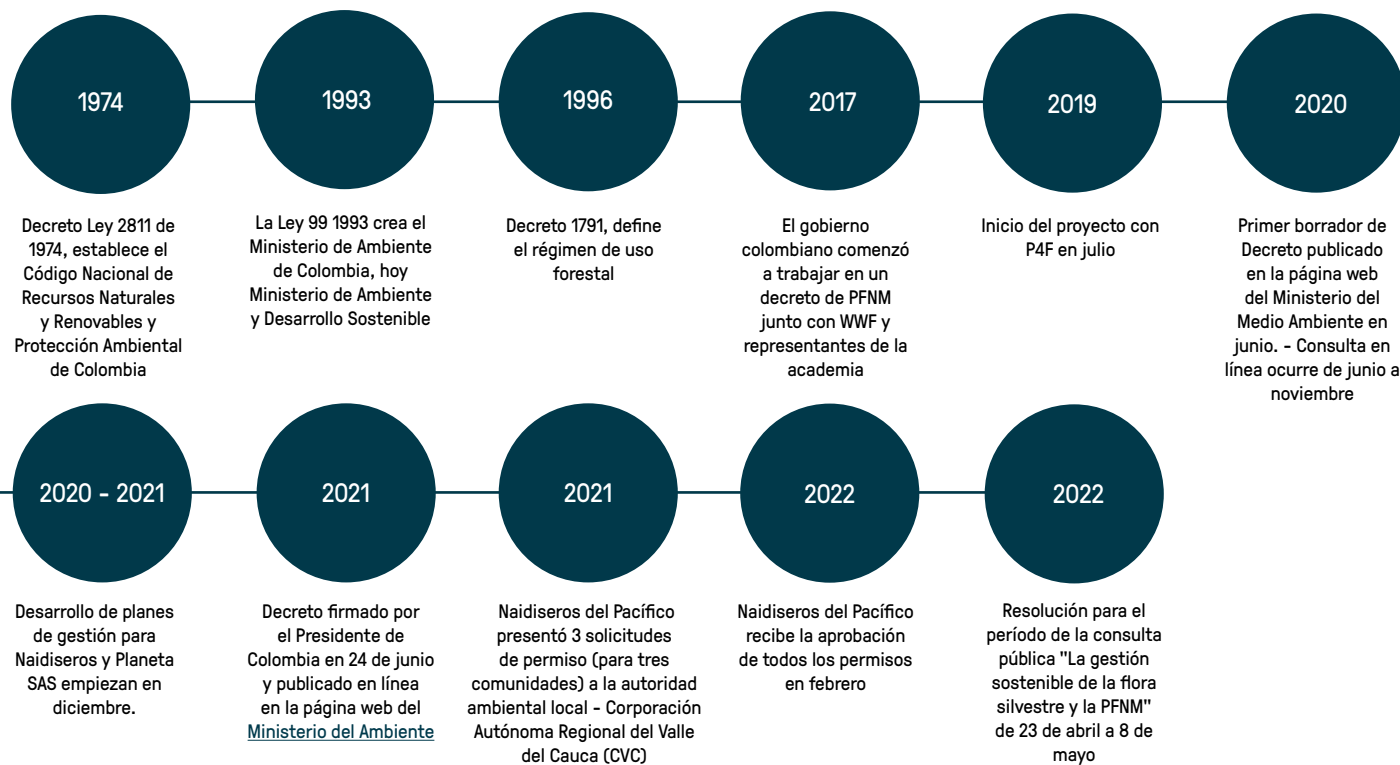 1974
Decreto Ley 2811 de
1974, establece el
Código Nacional de
Recursos Naturales
y Renovables y
Protección Ambiental
de Colombia
1993
La Ley 99 1993 crea el
Ministerio de Ambiente
de Colombia, hoy
Ministerio de Ambiente
y Desarrollo Sostenible
1996
Decreto 1791, define
el régimen de uso
forestal
2017
El gobierno
colombiano comenzó
a trabajar en un
decreto de PFNM
junto con WWF y
representantes de la
academia
2019
Inicio del proyecto con
P4F en julio
2020
Primer borrador de
Decreto publicado
en la página web
del Ministerio del
Medio Ambiente en
junio. - Consulta en
línea ocurre de junio a
noviembre
2020 - 2021
Desarrollo de planes
de gestión para
Naidiseros y Planeta
SAS empiezan en
diciembre.
2021
Decreto firmado por
el Presidente de
Colombia en 24 de junio
y publicado en línea
en la página web del
Ministerio del Ambiente
2021
Naidiseros del Pacífico
presentó 3 solicitudes
de permiso (para tres
comunidades) a la autoridad
ambiental local - Corporación
Autónoma Regional del Valle
del Cauca (CVC)
2022
Naidiseros del Pacífico
recibe la aprobación
de todos los permisos
en febrero
2022
Resolución para el
período de la consulta
pública "La gestión
sostenible de la flora
silvestre y la PFNM"
de 23 de abril a 8 de
mayo